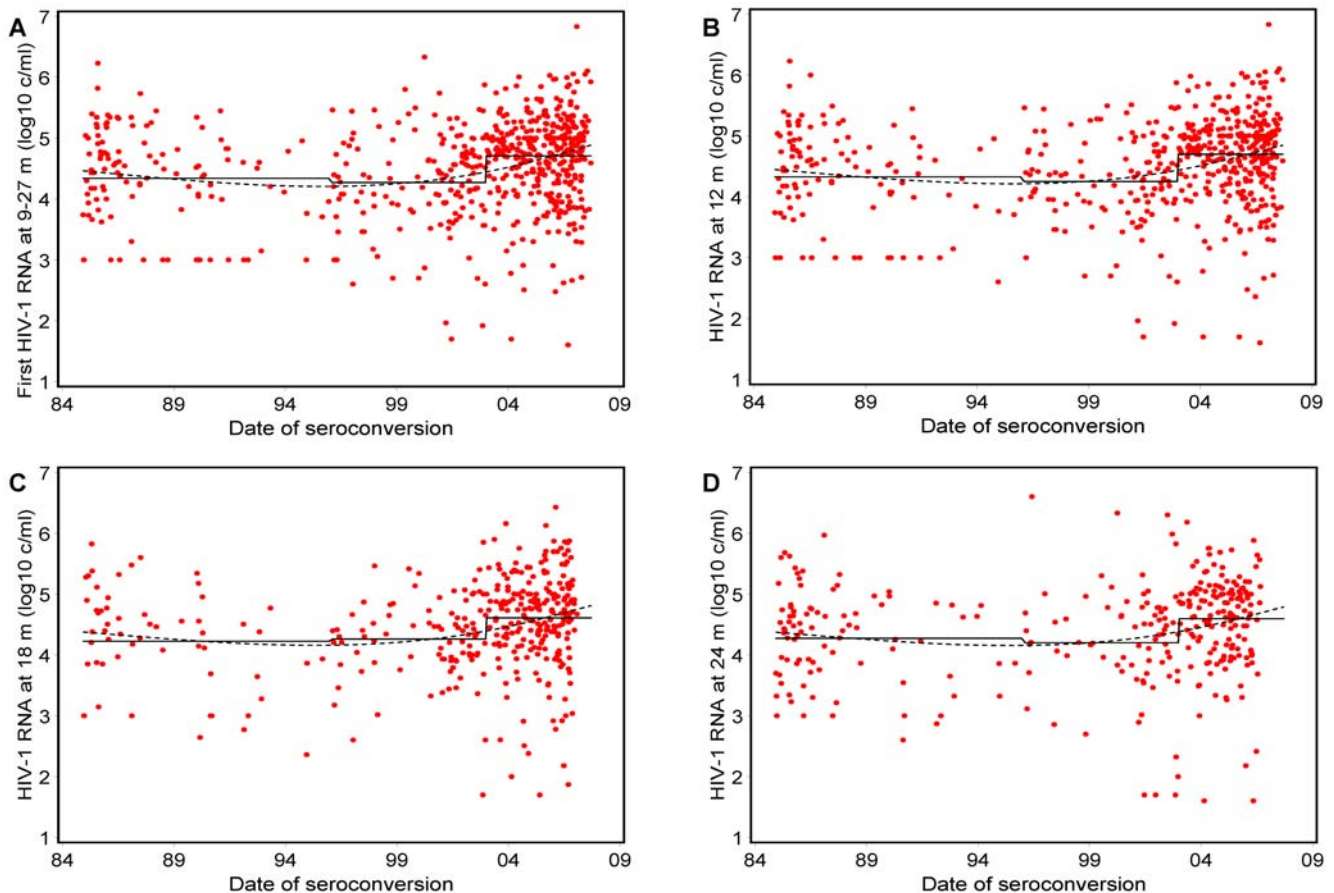 A
First HIV-1 RNA at 9-27 m (log10 c/ml)
7
6
5
4
3
2
1
84 89 94 99 04 09
Date of seroconversion
B
HIV-1 RNA at 12 m (log10 c/ml)
7
6
5
4
3
2
1
84 89 94 99 04 09
Date of seroconversion
C
HIV-1 RNA at 18 m (log10 c/ml)
7
6
5
4
3
2
1
84 89 94 99 04 09
Date of seroconversion
D
HIV-1 RNA at 24 m (log10 c/ml)
7
6
5
4
3
2
1
84 89 94 99 04 09
Date of seroconversion